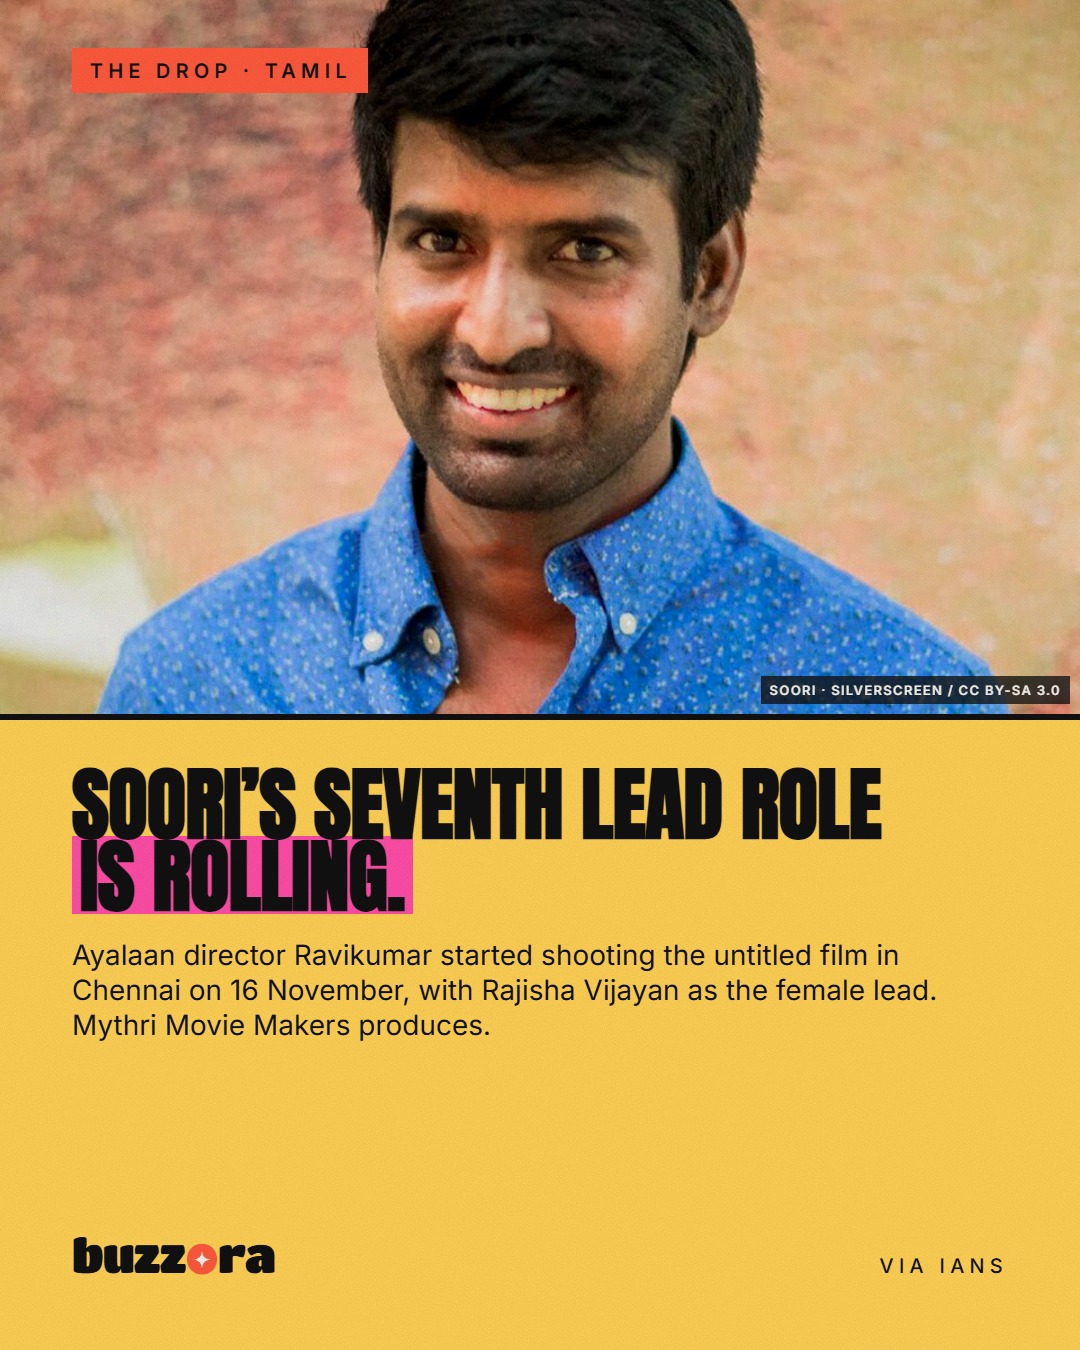 THE DROP · TAMIL
SOORI · SILVERSCREEN / CC BY-SA 3.0
SOORI’S SEVENTH LEAD ROLE
IS ROLLING.
Ayalaan director Ravikumar started shooting the untitled film in
Chennai on 16 November, with Rajisha Vijayan as the female lead.
Mythri Movie Makers produces.
buzzora
VIA IANS